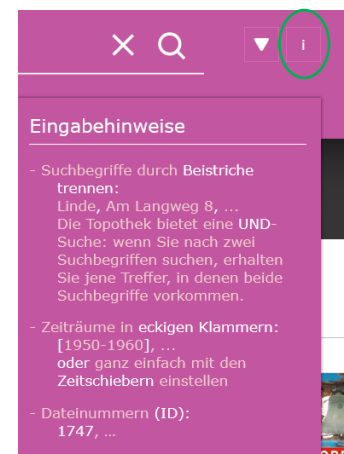 i
Eingabehinweise
- Suchbegriffe durch Beistriche
trennen:
Linde, Am Langweg 8, ...
Die Topothek bietet eine UND-
Suche: wenn Sie nach zwei
Suchbegriffen suchen, erhalten
Sie jene Treffer, in denen beide
Suchbegriffe vorkommen.
- Zeiträume in eckigen Klammern:
[1950-1960], ...
oder ganz einfach mit den
Zeitschiebern einstellen
- Dateinummern (ID):
1747, ...